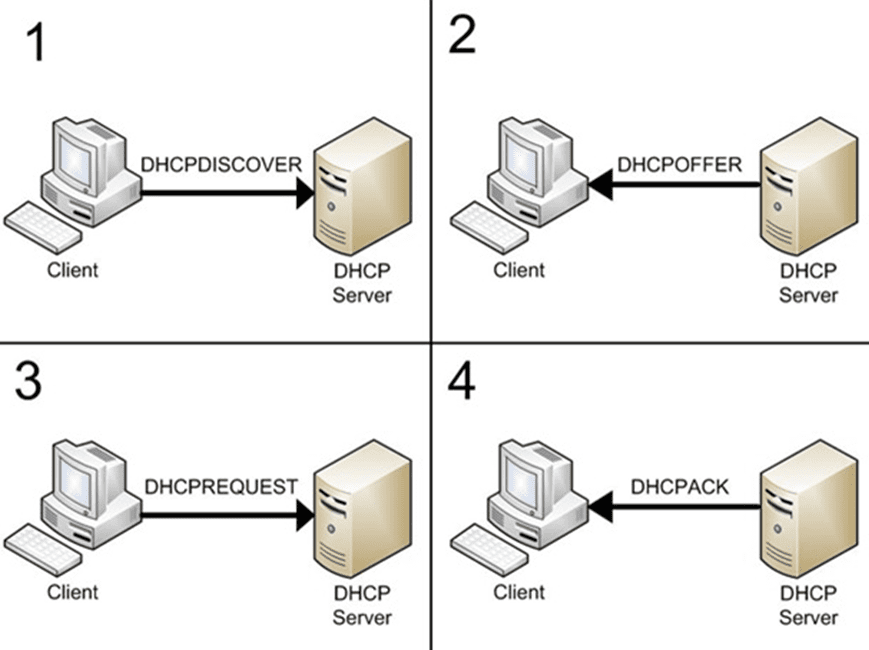 1
DHCPDISCOVER
Client
DHCP
Server
2
DHCPOFFER
Client
DHCP
Server
3
DHCPREQUEST
Client
DHCP
Server
4
DHCPACK
Client
DHCP
Server